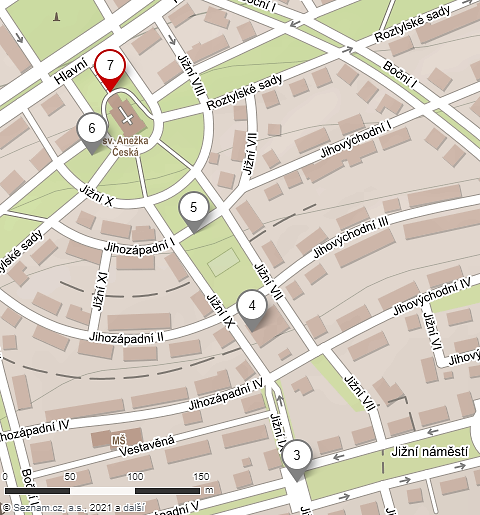 Boční I
Roztylské sady
Hlavní
7
Jižní VIII
Boční I
Roztylské sady
6
sv. Anežka
Česká
Jižní VII
Jihovýchodní I
Jižní X
5
Jihozápadní I
Jihovýchodní III
Roztylské sady
Jižní XI
Jižní VII
Jihovýchodní IV
Jižní IX
4
Jižní VI
Jihozápadní II
Jihový
Jižní VII
Jihozápadní IV
Jihozápadní IV
MŠ
Vestavěná
Jižní IX
3
Jižní náměstí
Boční
0 50 100 150
m
Jihozápadní V
© Seznam.cz, a.s., 2021 a další